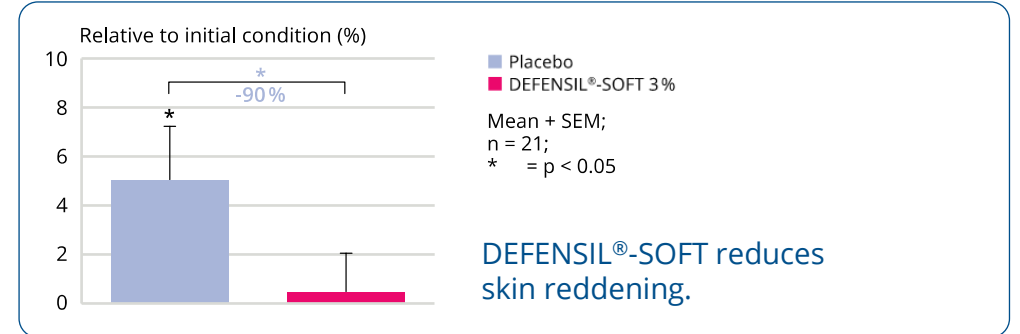 Relative to initial condition (%)
10
8
6
4
2
0
*
-90%
*
Placebo
DEFENSIL®-SOFT 3%
Mean + SEM;
n = 21;
* = p < 0.05
DEFENSIL®-SOFT reduces
skin reddening.